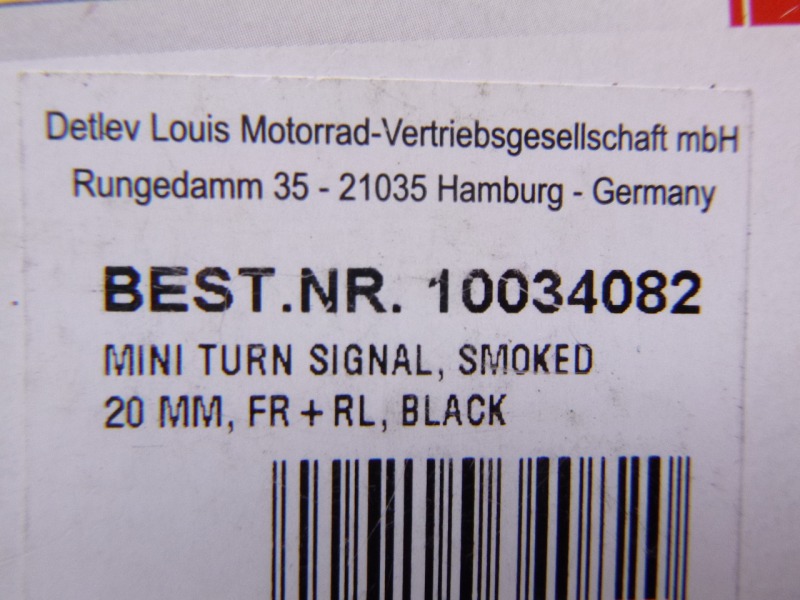 Detlev Louis Motorrad-Vertriebsgesellschaft mbH
Rungedamm 35 - 21035 Hamburg - Germany
BEST.NR. 10034082
MINI TURN SIGNAL, SMOKED
20 MM, FR + RL, BLACK